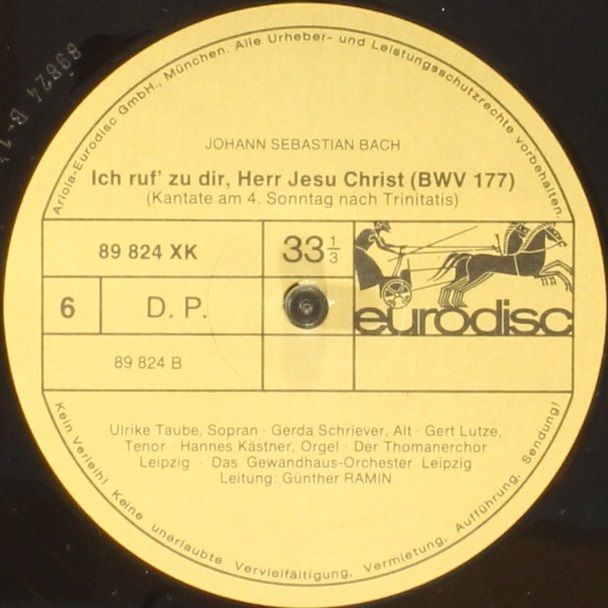 Ariola-Eurodisc GmbH., München. Alle Urheber- und Leistungsschutzrechte vorbehalten.
89824 B-1
JOHANN SEBASTIAN BACH
Ich ruf' zu dir, Herr Jesu Christ (BWV 177)
(Kantate am 4. Sonntag nach Trinitatis)
89 824 XK
33 1/3
6
D. P.
eurodisc
89 824 B
Ulrike Taube, Sopran · Gerda Schriever, Alt · Gert Lutze,
Tenor · Hannes Kästner, Orgel · Der Thomanerchor
Leipzig · Das Gewandhaus-Orchester Leipzig
Leitung: Günther RAMIN
Kein Verleih! Keine unerlaubte Vervielfältigung, Vermietung, Aufführung, Sendung!